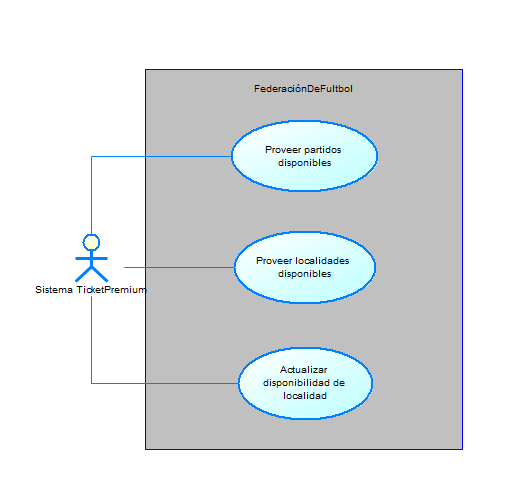 FederaciónDeFultbol
Proveer partidos
disponibles
Proveer localidades
disponibles
Sistema TicketPremium
Actualizar
disponibilidad de
localidad